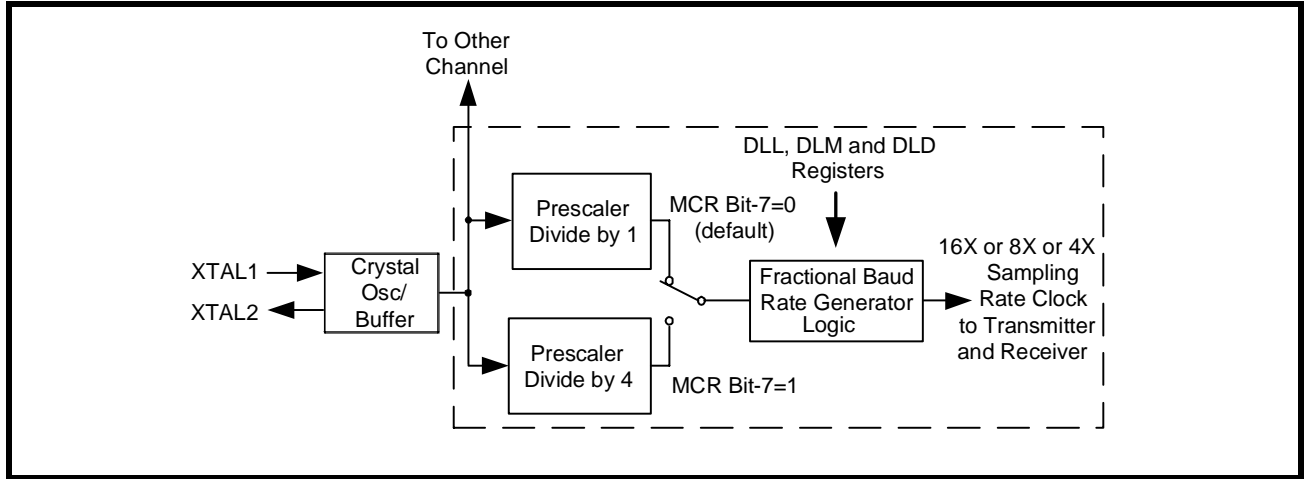 To Other
Channel
DLL, DLM and DLD
Registers
Prescaler
Divide by 1
MCR Bit-7=0
(default)
16X or 8X or 4X
Sampling
Rate Clock
to Transmitter
and Receiver
XTAL1
XTAL2
Crystal
Osc/
Buffer
Fractional Baud
Rate Generator
Logic
Prescaler
Divide by 4
MCR Bit-7=1